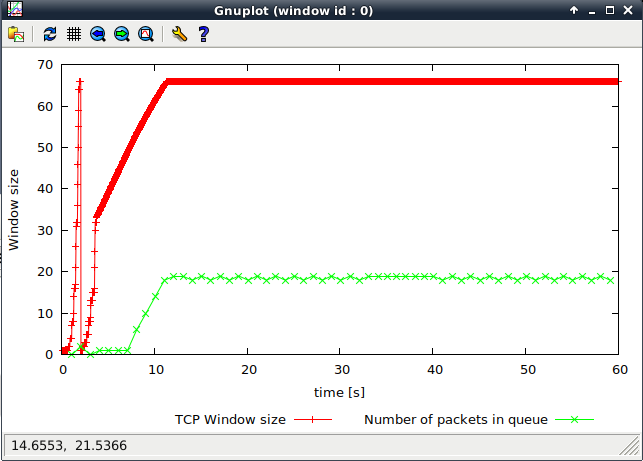 Gnuplot (window id : 0)
70
60
50
40
30
20
10
0
Window size
0 10 20 30 40 50 60
time [s]
TCP Window size Number of packets in queue
14.6553, 21.5366